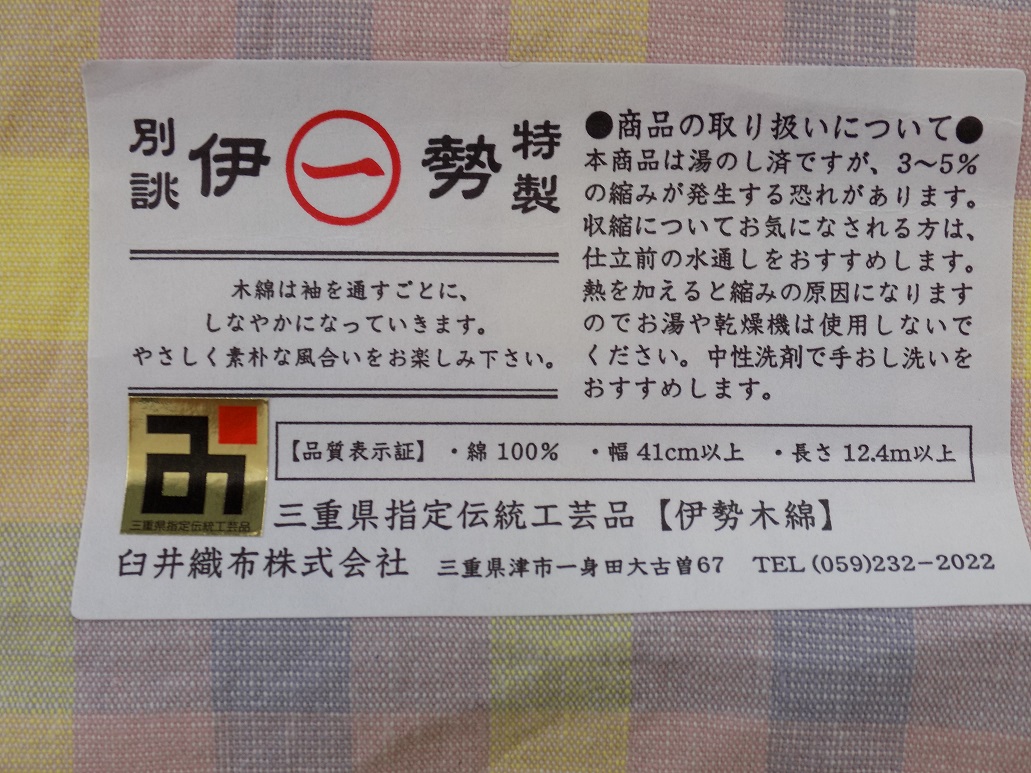 別誂
伊
一
勢
特製
木綿は袖を通すごとに、
しなやかになっていきます。
やさしく素朴な風合いをお楽しみ下さい。
●商品の取り扱いについて●
本商品は湯のし済ですが、3〜5%
の縮みが発生する恐れがあります。
収縮についてお気になされる方は、
仕立前の水通しをおすすめします。
熱を加えると縮みの原因になります
のでお湯や乾燥機は使用しないで
ください。中性洗剤で手おし洗いを
おすすめします。
三重県指定伝統工芸品
【品質表示証】 ・綿 100% ・幅 41cm以上 ・長さ 12.4m以上
三重県指定伝統工芸品【伊勢木綿】
臼井織布株式会社 三重県津市一身田大古曽67 TEL (059)232-2022